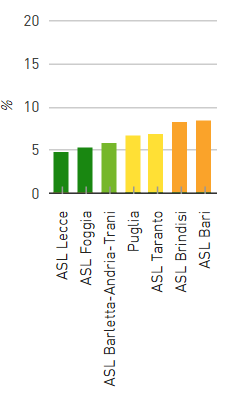 20
15
10
5
0
%
ASL Lecce
ASL Foggia
ASL Barletta-Andria-Trani
Puglia
ASL Taranto
ASL Brindisi
ASL Bari